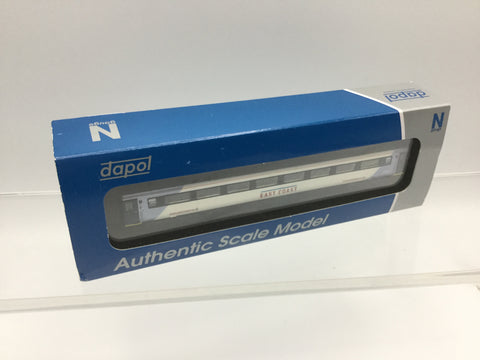 N
gauge
dapol
EAST COAST
Authentic Scale Model
dapol
N